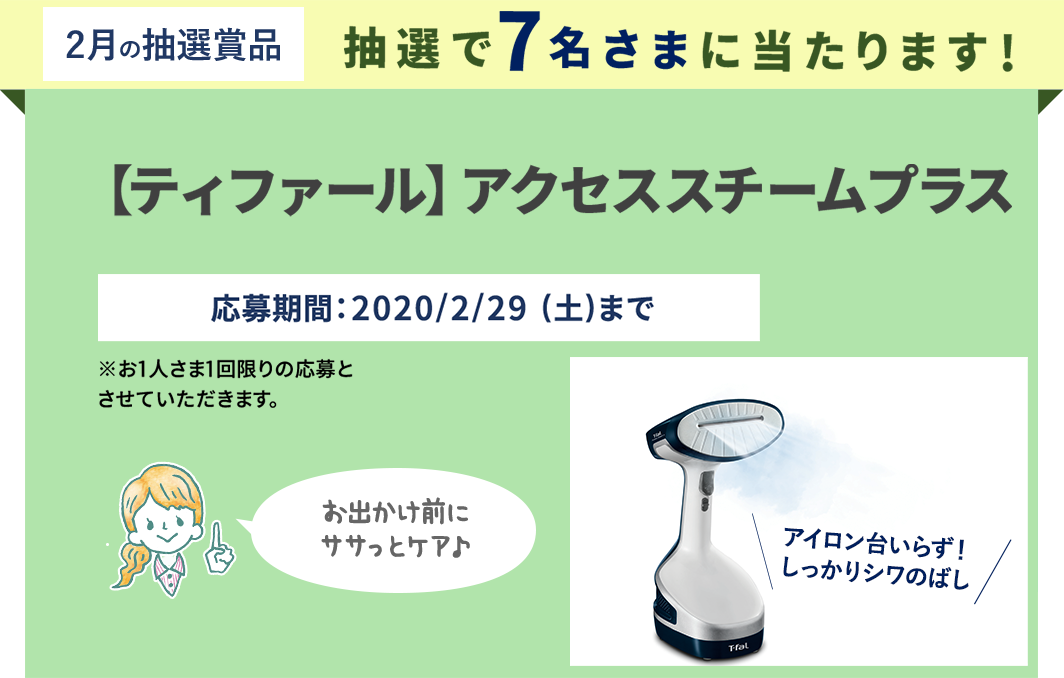 2月の抽選賞品
抽選で7名さまに当たります!
【ティファール】アクセススチームプラス
応募期間:2020/2/29 (土)まで
※お1人さま1回限りの応募と
させていただきます。
お出かけ前に
ササっとケア♪
T-fal
アイロン台いらず!
しっかりシワのばし
T-fal